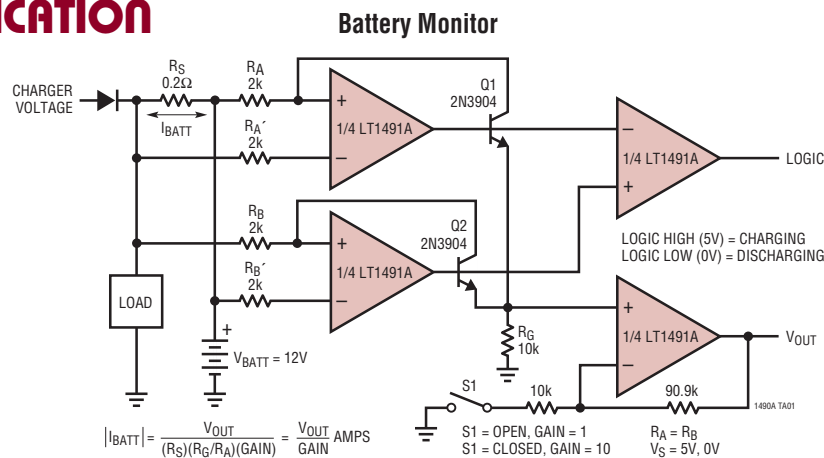 ICATION
Battery Monitor
CHARGER
VOLTAGE
RS
0.2Ω
IBATT
RA
2k
RA´
2k
+
–
1/4 LT1491A
Q1
2N3904
–
1/4 LT1491A
+
LOGIC
RB
2k
RB´
2k
+
1/4 LT1491A
–
Q2
2N3904
LOGIC HIGH (5V) = CHARGING
LOGIC LOW (0V) = DISCHARGING
LOAD
+
VBATT = 12V
RG
10k
+
1/4 LT1491A
–
VOUT
S1
10k
90.9k
1490A TA01
|IBATT| = VOUT / (RS)(RG/RA)(GAIN) = VOUT / GAIN AMPS
S1 = OPEN, GAIN = 1
S1 = CLOSED, GAIN = 10
RA = RB
VS = 5V, 0V